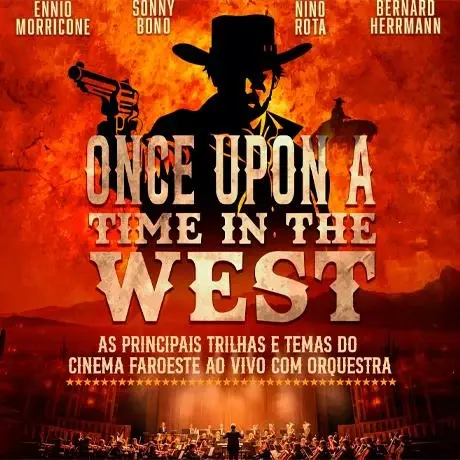 ENNIO SONNY NINO BERNARD
MORRICONE BONO ROTA HERRMANN
ONCE UPON A
TIME IN THE
WEST
AS PRINCIPAIS TRILHAS E TEMAS DO
CINEMA FAROESTE AO VIVO COM ORQUESTRA